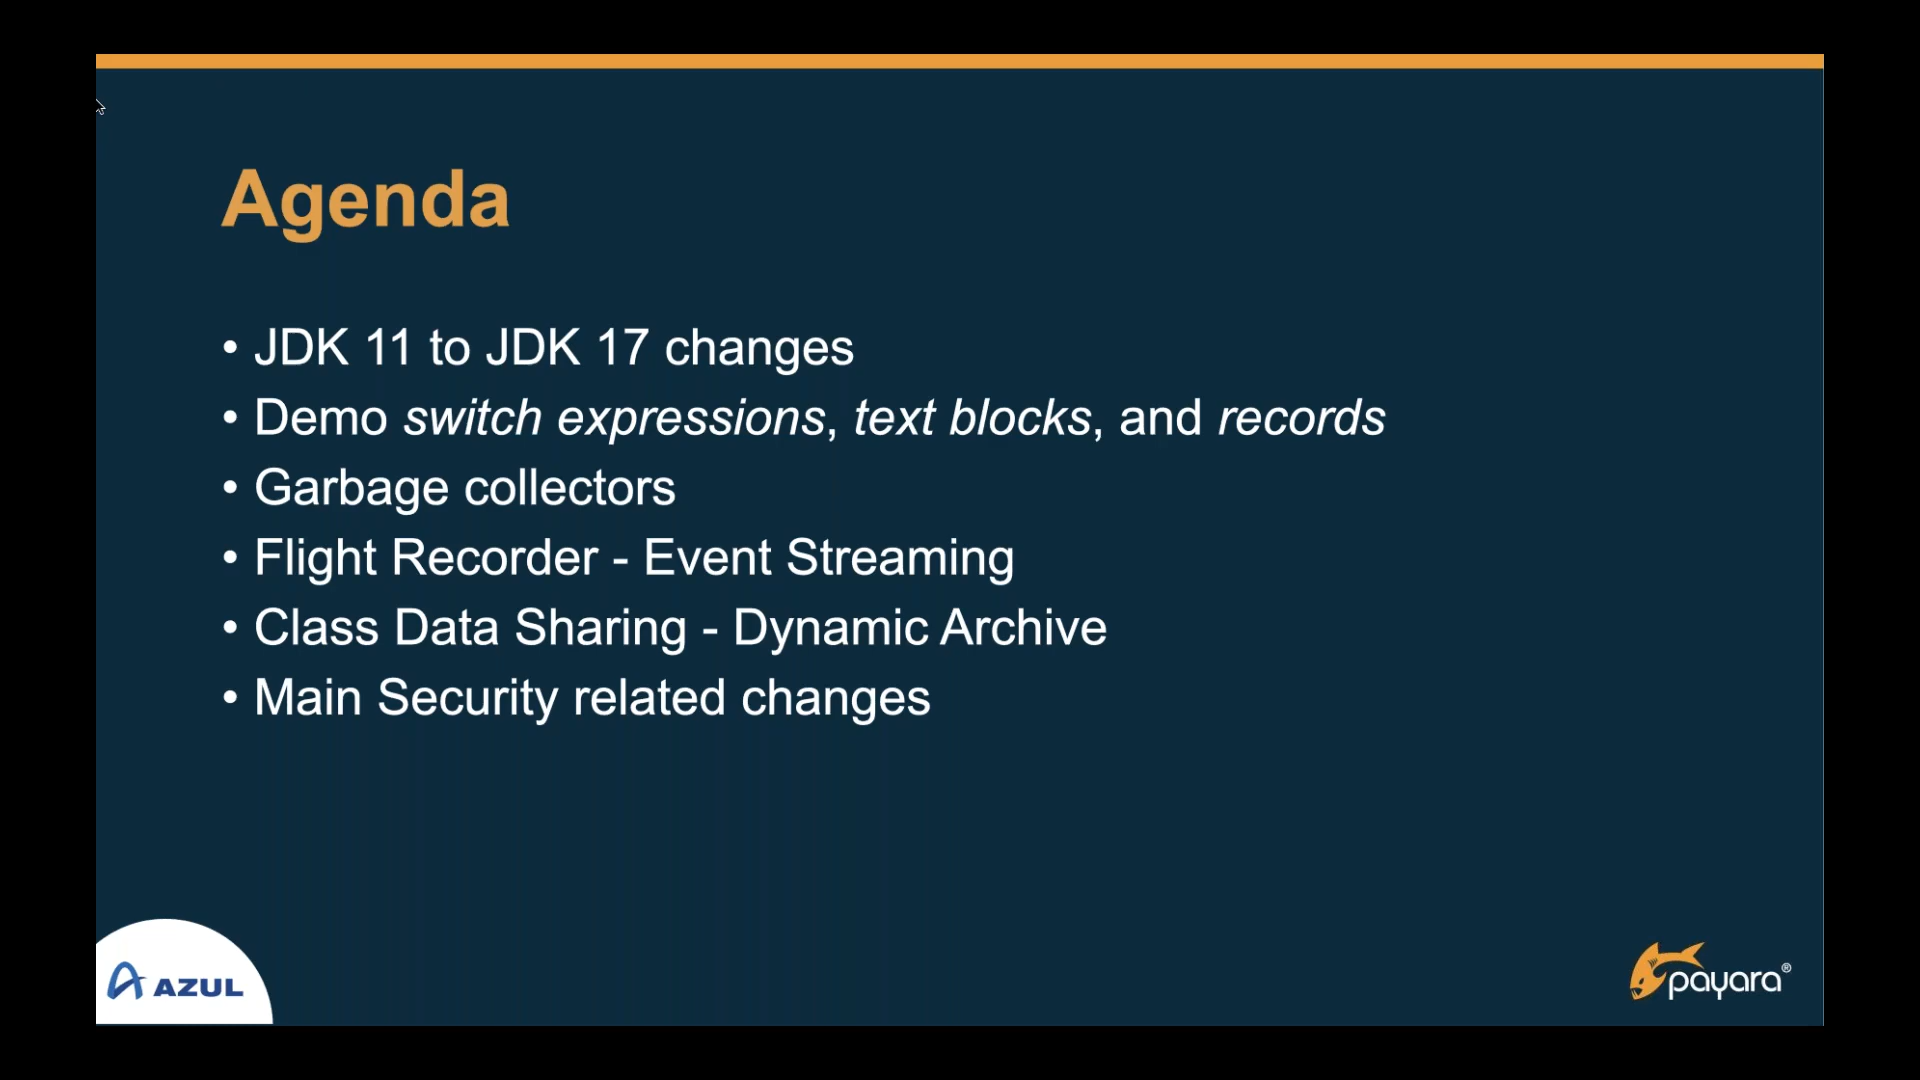 Agenda
• JDK 11 to JDK 17 changes
• Demo switch expressions, text blocks, and records
• Garbage collectors
• Flight Recorder - Event Streaming
• Class Data Sharing - Dynamic Archive
• Main Security related changes
AZUL
payara®